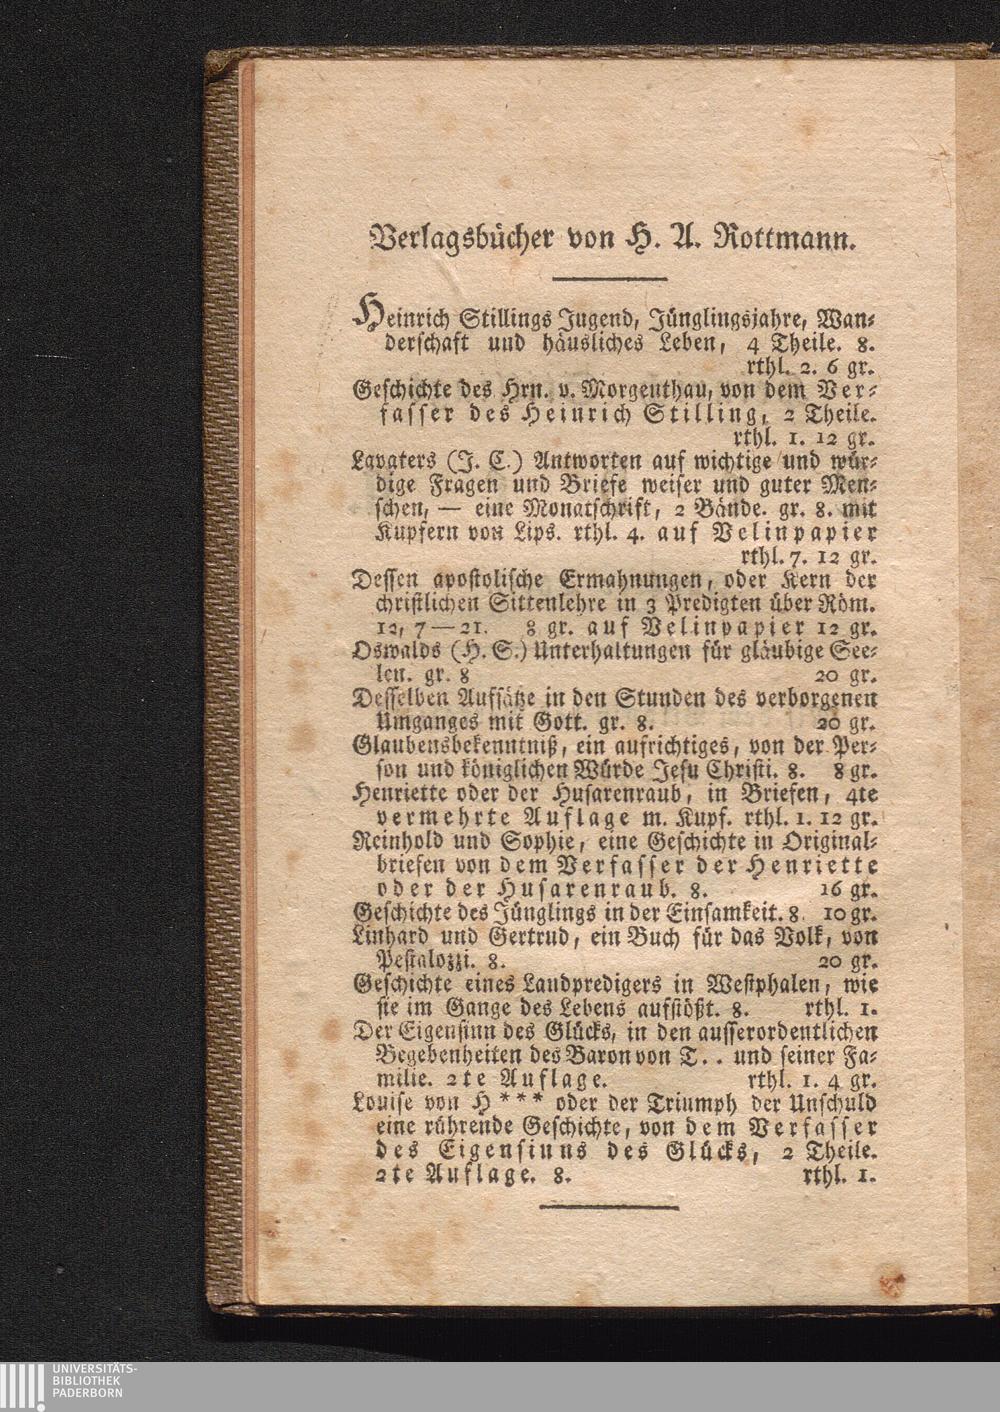 Verlagsbücher von H. A. Rottmann.
Heinrich Stillings Jugend, Jünglingsjahre, Wan-
derschaft und häusliches Leben, 4 Theile. 8.
rthl. 2. 6 gr.
Geschichte des Hrn. v. Morgenthau, von dem Ver-
fasser des Heinrich Stilling, 2 Theile.
rthl. 1. 12 gr.
Lavaters (J. C.) Antworten auf wichtige und wür-
dige Fragen und Briefe weiser und guter Men-
schen, — eine Monatschrift, 2 Bände. gr. 8. mit
Kupfern von Lips. rthl. 4. auf Velinpapier
rthl. 7. 12 gr.
Dessen apostolische Ermahnungen, oder Kern der
christlichen Sittenlehre in 3 Predigten über Röm.
12, 7—21. 8 gr. auf Velinpapier 12 gr.
Oswalds (H. S.) Unterhaltungen für gläubige See-
len. gr. 8 20 gr.
Desselben Aufsätze in den Stunden des verborgenen
Umganges mit Gott. gr. 8. 20 gr.
Glaubensbekenntniß, ein aufrichtiges, von der Per-
son und königlichen Würde Jesu Christi. 8. 8 gr.
Henriette oder der Husarenraub, in Briefen, 4te
vermehrte Auflage m. Kupf. rthl. 1. 12 gr.
Reinhold und Sophie, eine Geschichte in Original-
briefen von dem Verfasser der Henriette
oder der Husarenraub. 8. 16 gr.
Geschichte des Jünglings in der Einsamkeit. 8. 10 gr.
Linhard und Gertrud, ein Buch für das Volk, von
Pestalozzi. 8. 20 gr.
Geschichte eines Landpredigers in Westphalen, wie
sie im Gange des Lebens aufstößt. 8. rthl. 1.
Der Eigensinn des Glücks, in den ausserordentlichen
Begebenheiten des Baron von T.. und seiner Fa-
milie. 2te Auflage. rthl. 1. 4 gr.
Louise von H *** oder der Triumph der Unschuld
eine rührende Geschichte, von dem Verfasser
des Eigensinns des Glücks, 2 Theile.
2te Auflage. 8. rthl. 1.
UNIVERSITÄTS-
BIBLIOTHEK
PADERBORN